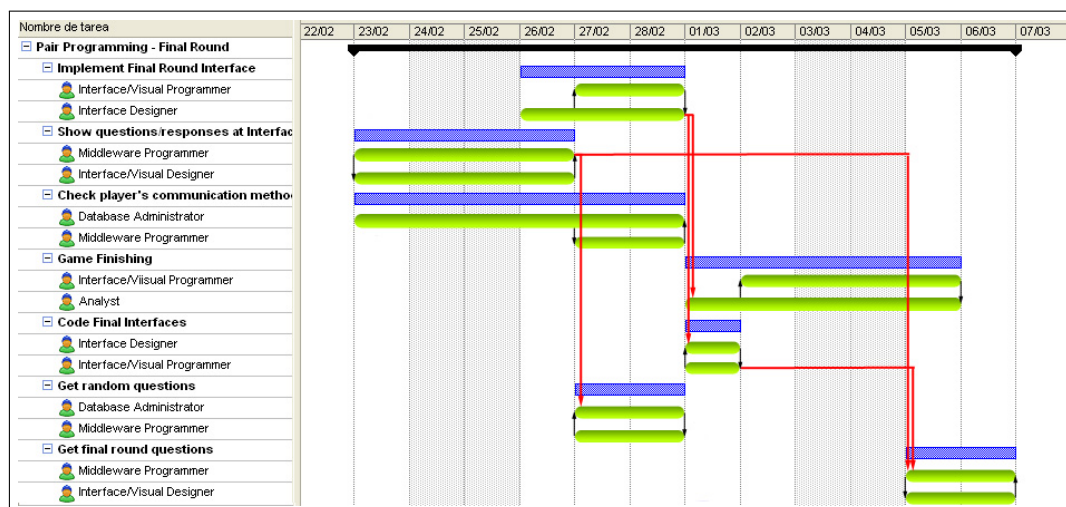 Nombre de tarea
22/02 23/02 24/02 25/02 26/02 27/02 28/02 01/03 02/03 03/03 04/03 05/03 06/03 07/03
Pair Programming - Final Round
Implement Final Round Interface
Interface/Visual Programmer
Interface Designer
Show questions/responses at Interfac
Middleware Programmer
Interface/Visual Designer
Check player's communication metho
Database Administrator
Middleware Programmer
Game Finishing
Interface/Viisual Programmer
Analyst
Code Final Interfaces
Interface Designer
Interface/Visual Programmer
Get random questions
Database Administrator
Middleware Programmer
Get final round questions
Middleware Programmer
Interface/Visual Designer